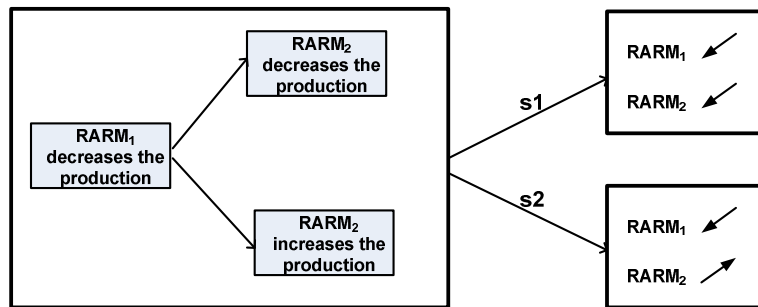 RARM₂
decreases the
production
RARM₁
decreases the
production
RARM₂
increases the
production
s1
s2
RARM₁
RARM₂
RARM₁
RARM₂